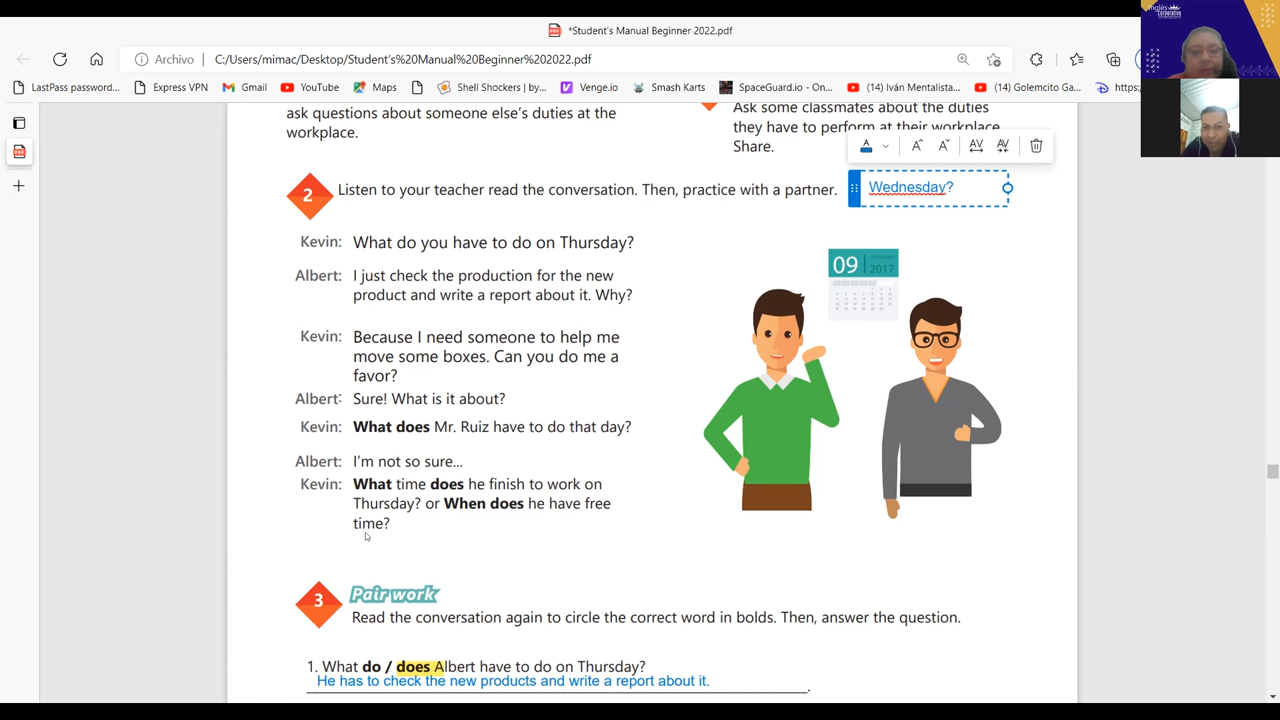 *Student's Manual Beginner 2022.pdf
Archivo
C:/Users/mimac/Desktop/Student's%20Manual%20Beginner%202022.pdf
LastPass password...
Express VPN
Gmail
YouTube
Maps
Shell Shockers | by...
Venge.io
Smash Karts
SpaceGuard.io - On...
(14) Iván Mentalista...
(14) Golemcito Ga...
https:
Inglés
Corporativo
ask questions about someone else's duties at the
workplace.
Ask some classmates about the duties
they have to perform at their workplace
Share.
2
Listen to your teacher read the conversation. Then, practice with a partner.
Wednesday?
Kevin: What do you have to do on Thursday?
Albert: I just check the production for the new
product and write a report about it. Why?
Kevin: Because I need someone to help me
move some boxes. Can you do me a
favor?
Albert: Sure! What is it about?
Kevin: What does Mr. Ruiz have to do that day?
Albert: I'm not so sure...
Kevin: What time does he finish to work on
Thursday? or When does he have free
time?
09
2017
3
Pair work
Read the conversation again to circle the correct word in bolds. Then, answer the question.
1. What do / does Albert have to do on Thursday?
He has to check the new products and write a report about it.